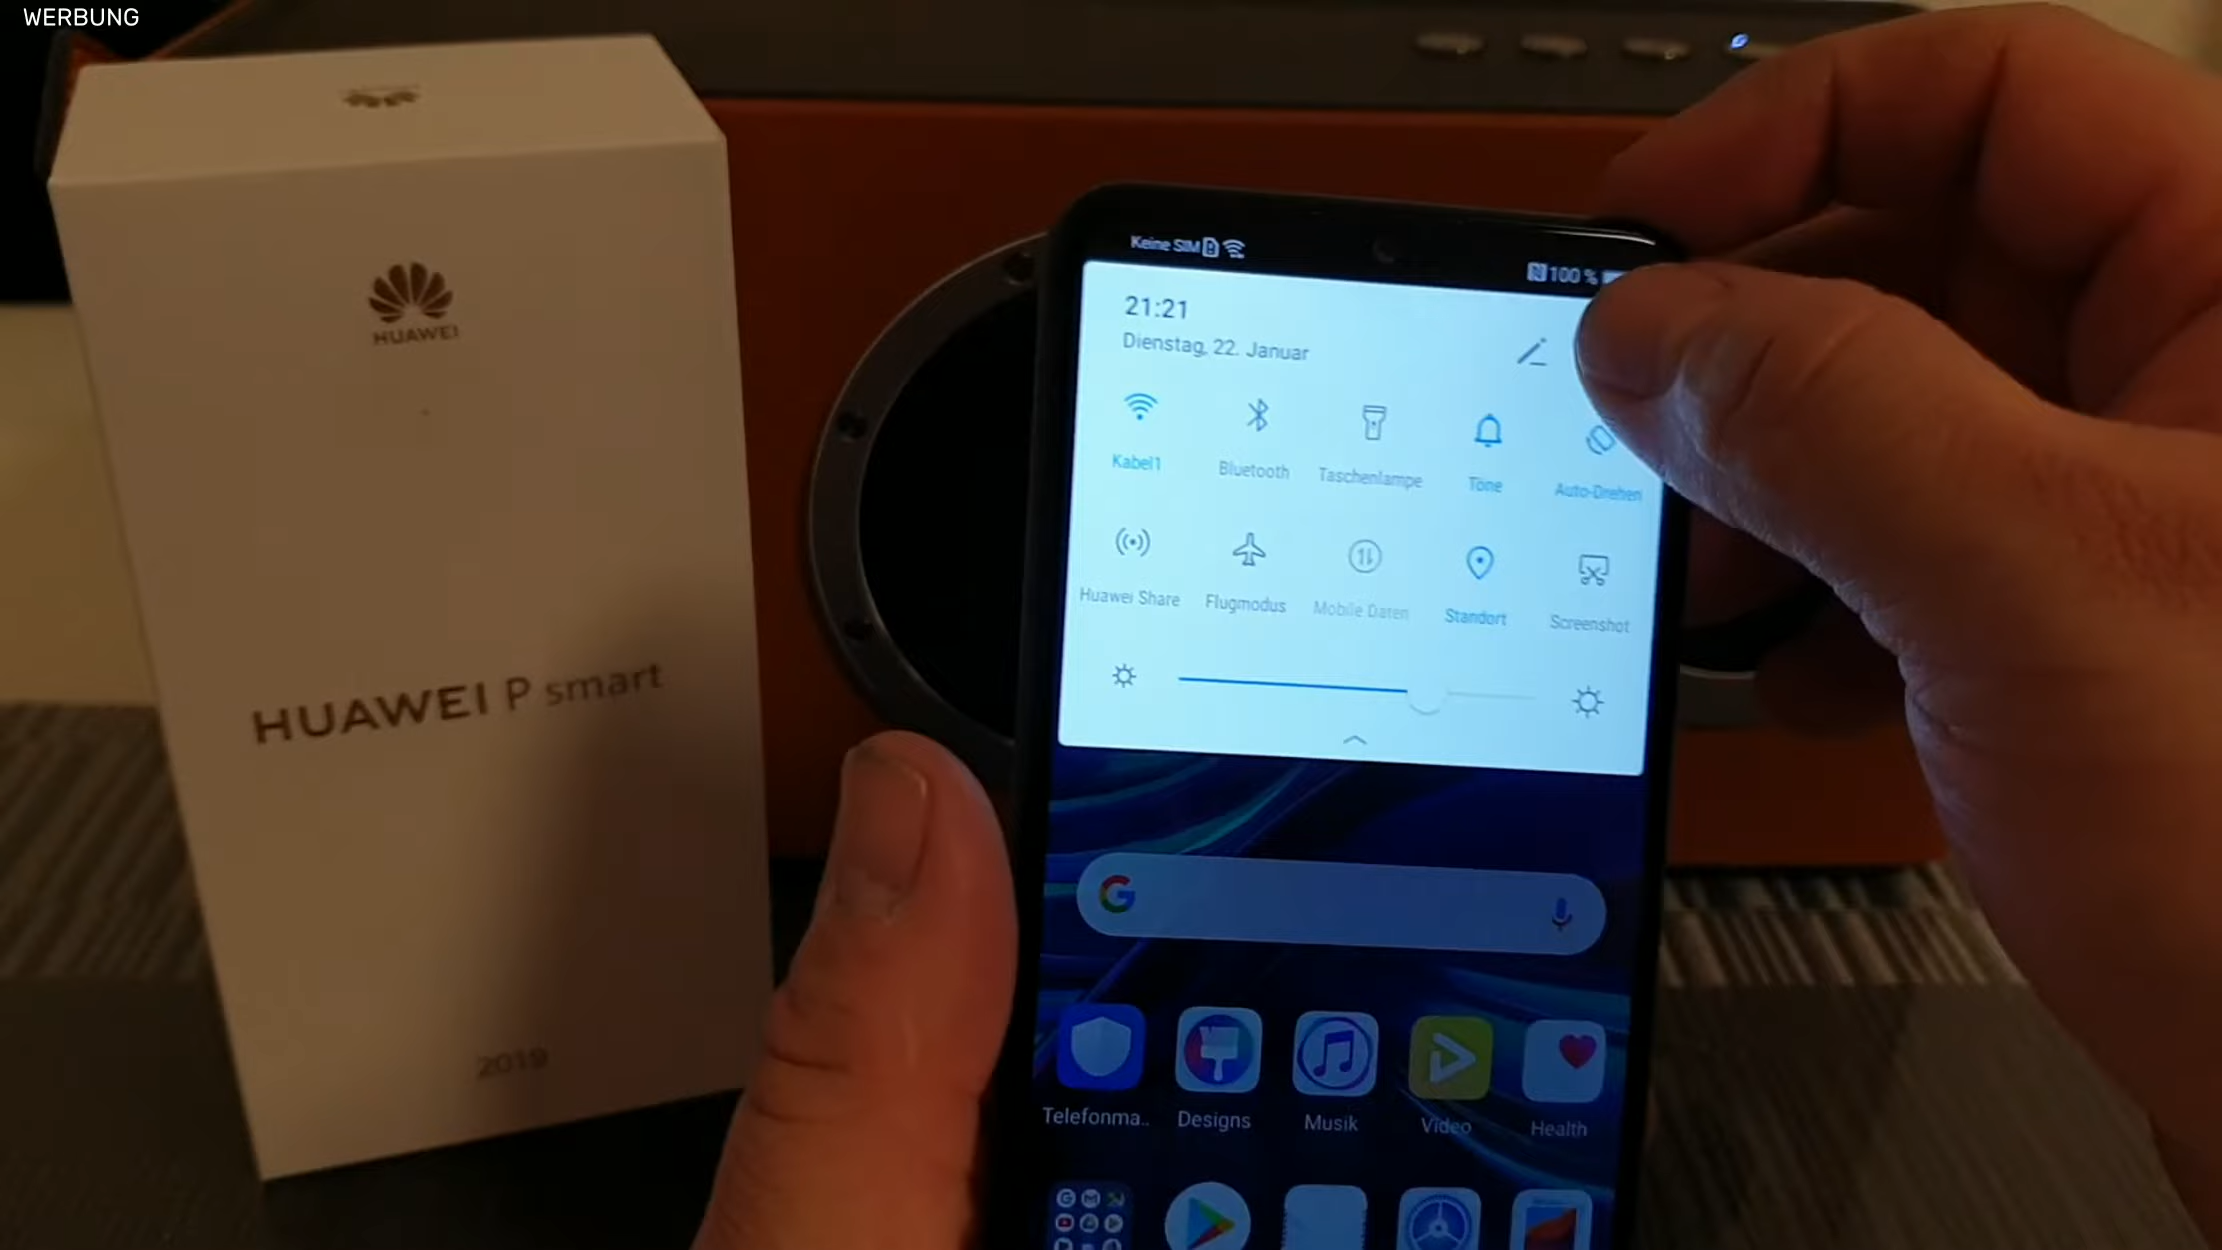 WERBUNG
HUAWEI
HUAWEI P smart
2019
Keine SIM
100 %
21:21
Dienstag, 22. Januar
Kabel1
Bluetooth
Taschenlampe
Töne
Auto-Drehen
Huawei Share
Flugmodus
Mobile Daten
Standort
Screenshot
Telefonma..
Designs
Musik
Video
Health